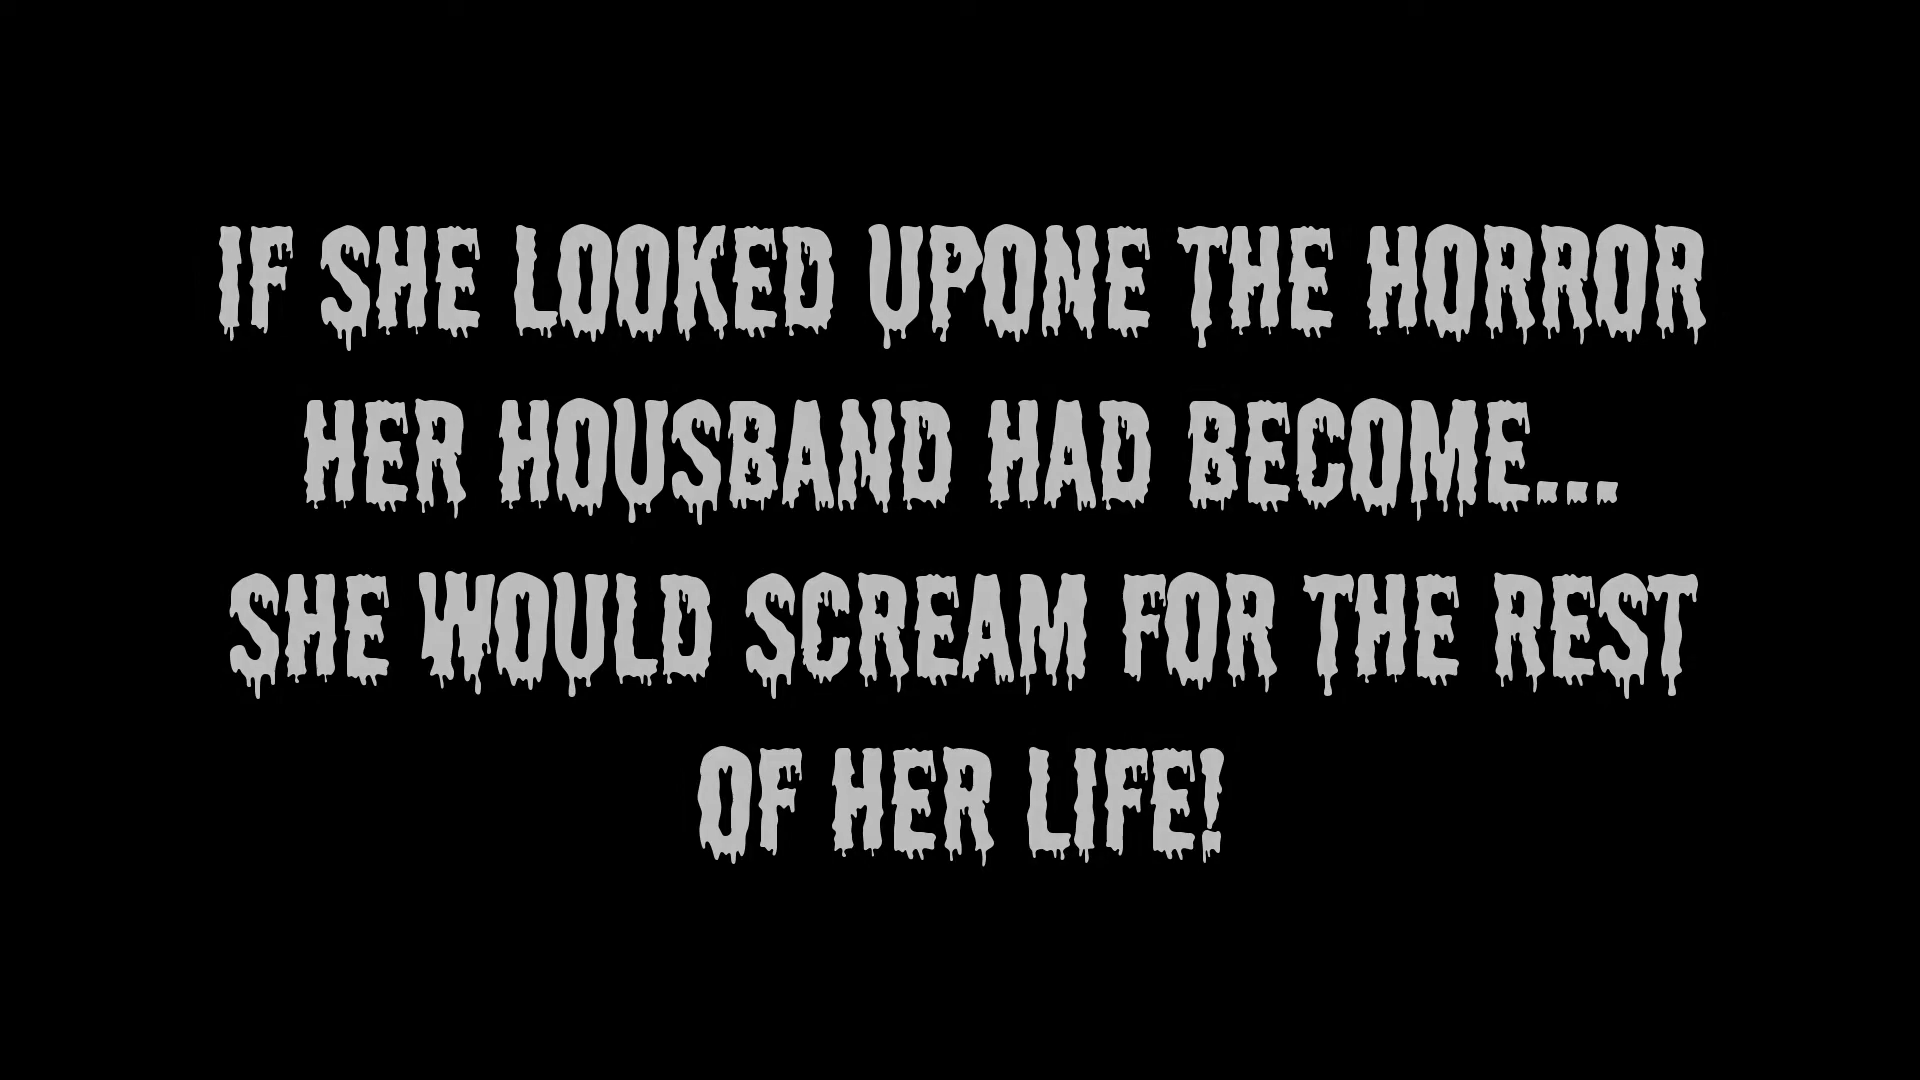 IF SHE LOOKED UPONE THE HORROR
HER HOUSBAND HAD BECOME...
SHE WOULD SCREAM FOR THE REST
OF HER LIFE!